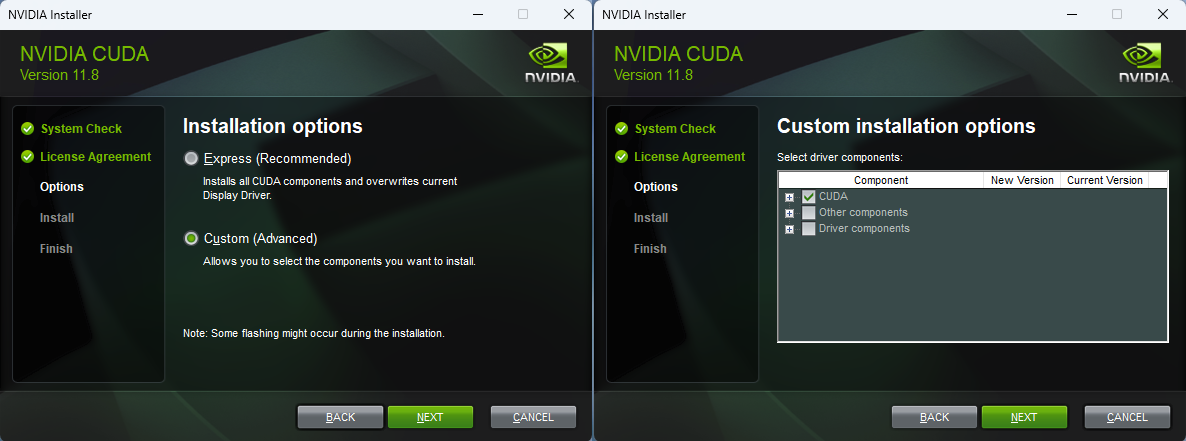 NVIDIA Installer
NVIDIA CUDA
Version 11.8
NVIDIA.
System Check
License Agreement
Options
Install
Finish
Installation options
Express (Recommended)
Installs all CUDA components and overwrites current
Display Driver.
Custom (Advanced)
Allows you to select the components you want to install.
Note: Some flashing might occur during the installation.
BACK
NEXT
CANCEL
NVIDIA Installer
NVIDIA CUDA
Version 11.8
NVIDIA.
System Check
License Agreement
Options
Install
Finish
Custom installation options
Select driver components:
Component New Version Current Version
CUDA
Other components
Driver components
BACK
NEXT
CANCEL